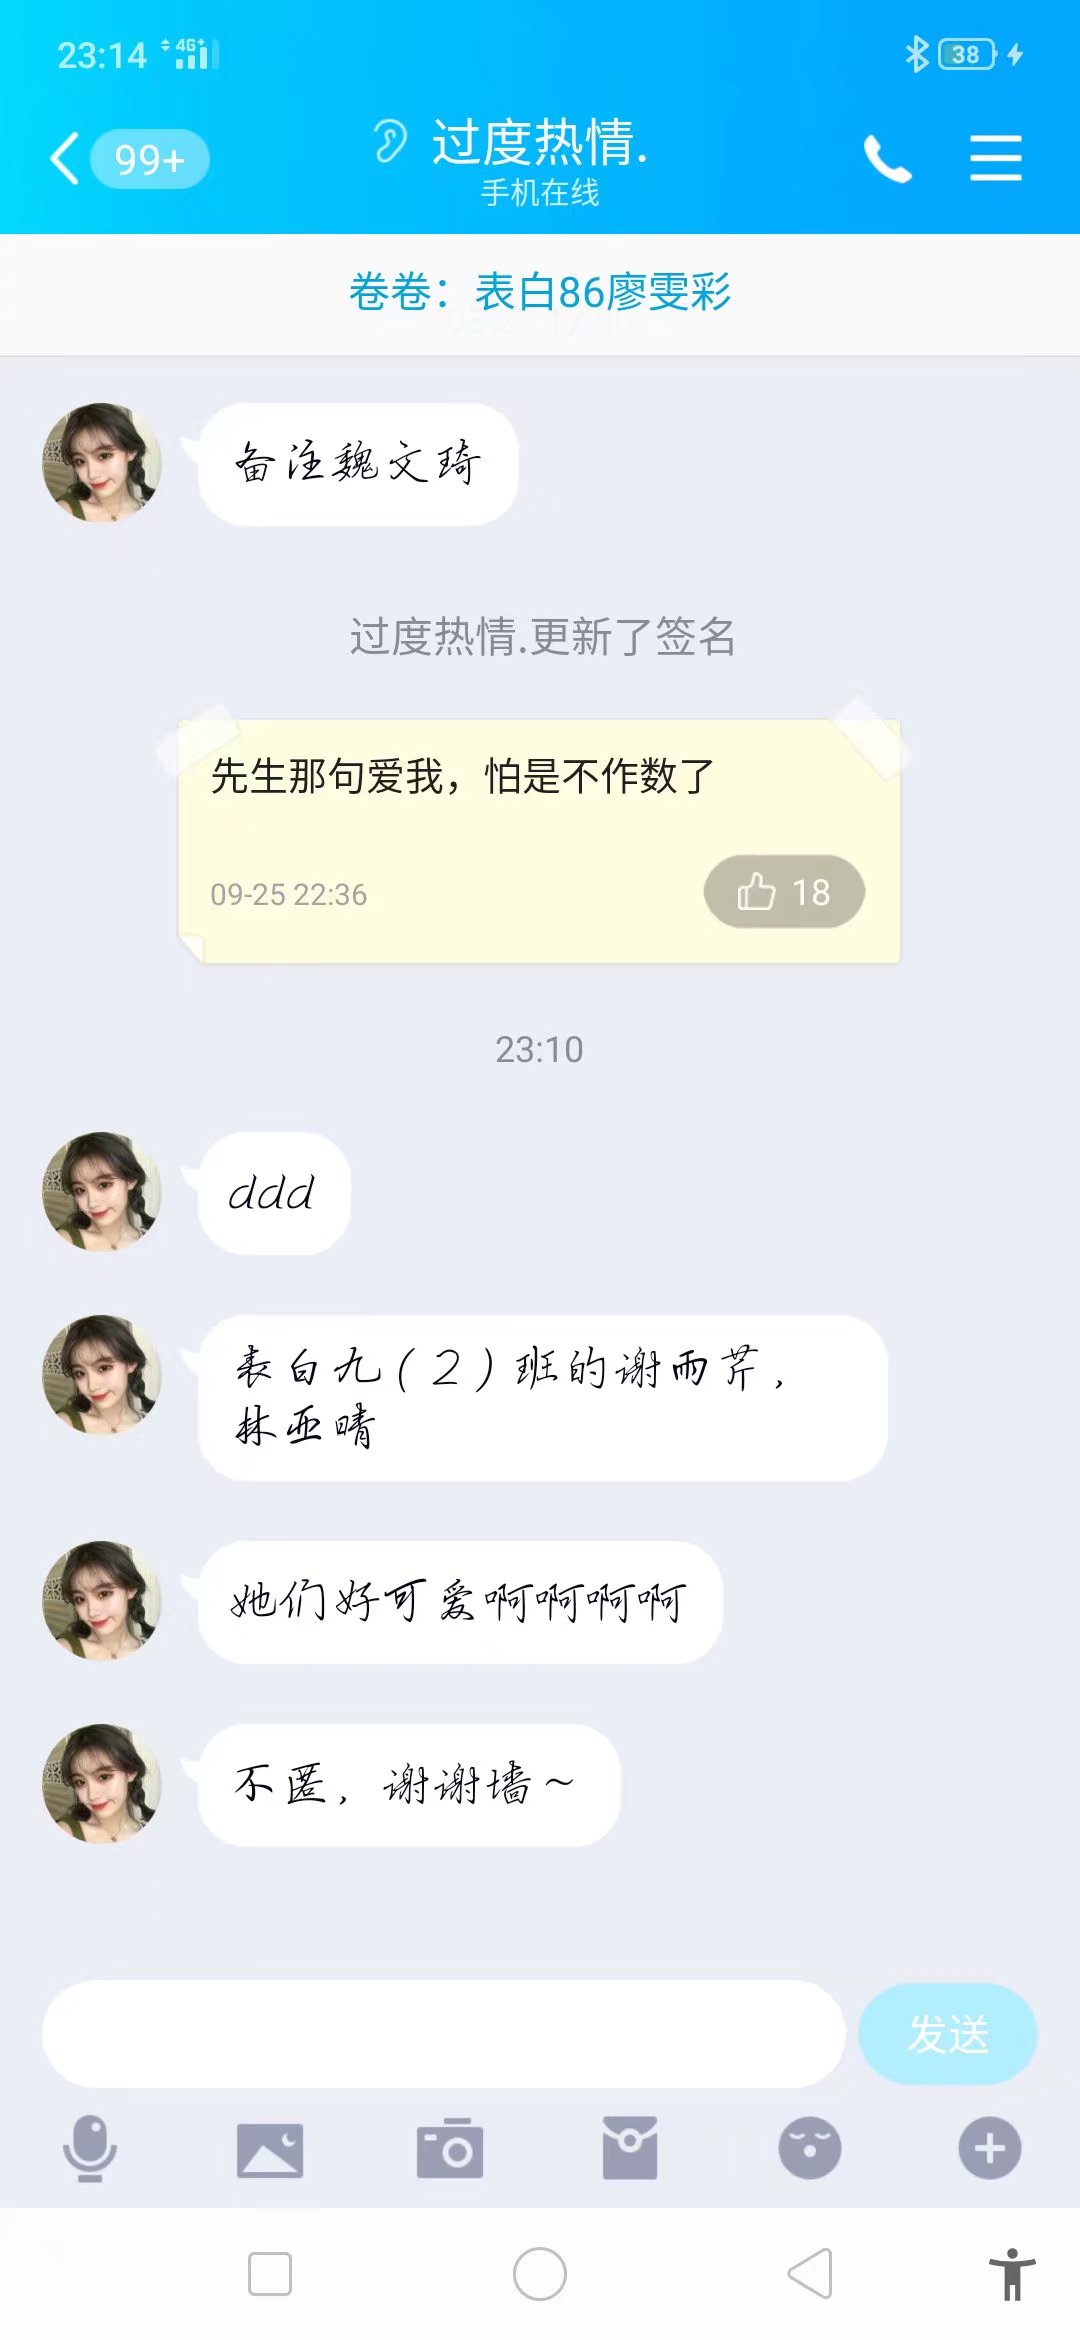 23:14 4G+ 38
99+
过度热情.
手机在线
卷卷：表白86廖雯彩
备注魏文琦
过度热情.更新了签名
先生那句爱我，怕是不作数了
09-25 22:36
18
23:10
ddd
表白九（2）班的谢雨芹，
林亚晴
她们好可爱啊啊啊啊
不匿，谢谢墙～
发送